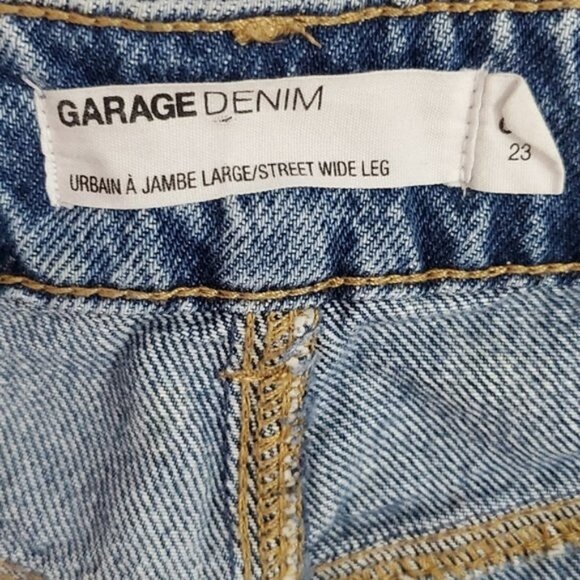 GARAGE DENIM
URBAIN À JAMBE LARGE/STREET WIDE LEG
23